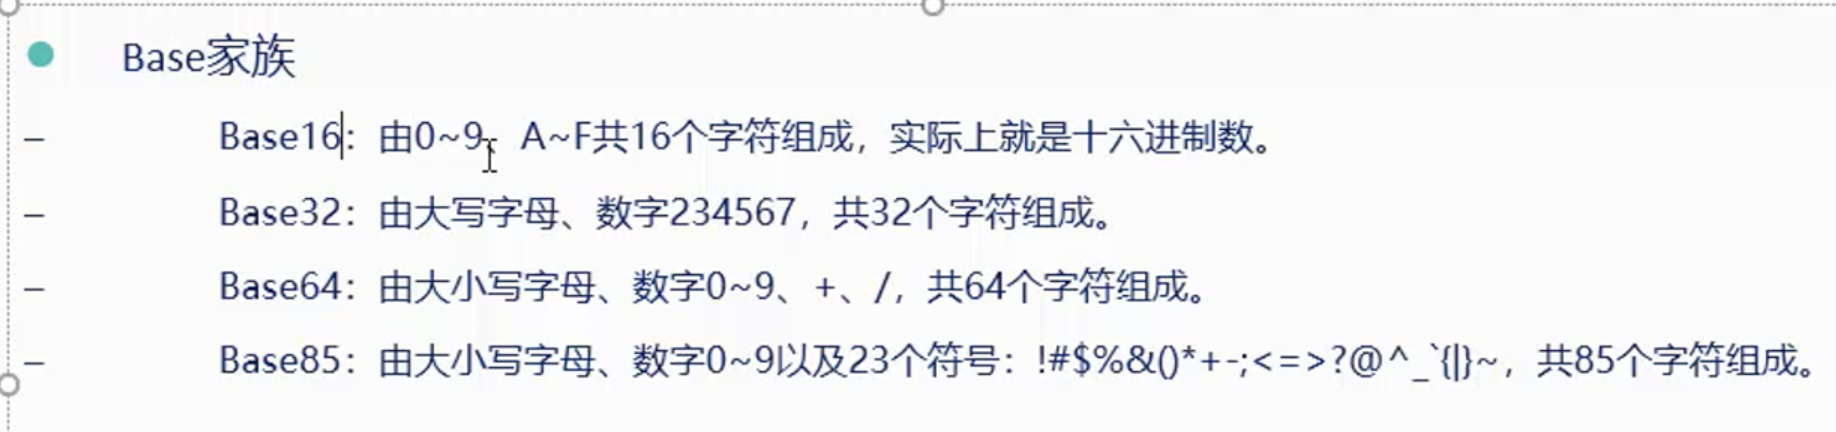 Base家族
– Base16：由0~9、A~F共16个字符组成，实际上就是十六进制数。
– Base32：由大写字母、数字234567，共32个字符组成。
– Base64：由大小写字母、数字0~9、+、/，共64个字符组成。
– Base85：由大小写字母、数字0~9以及23个符号：!#$%&()*+-;<=>?@^_`{|}~，共85个字符组成。